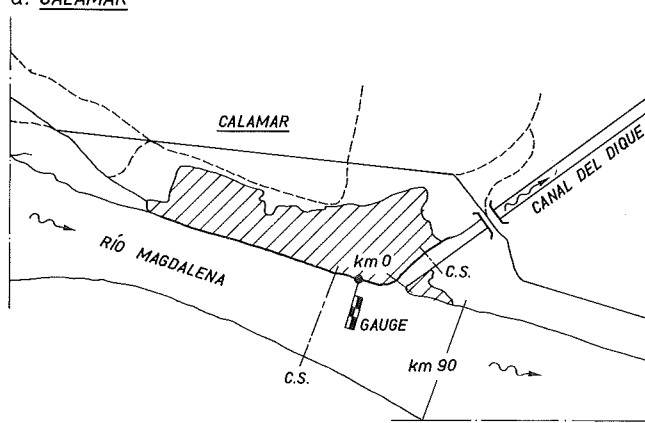 a. CALAMAR
CALAMAR
CANAL DEL DIQUE
RÍO MAGDALENA
km 0
C.S.
GAUGE
C.S.
km 90